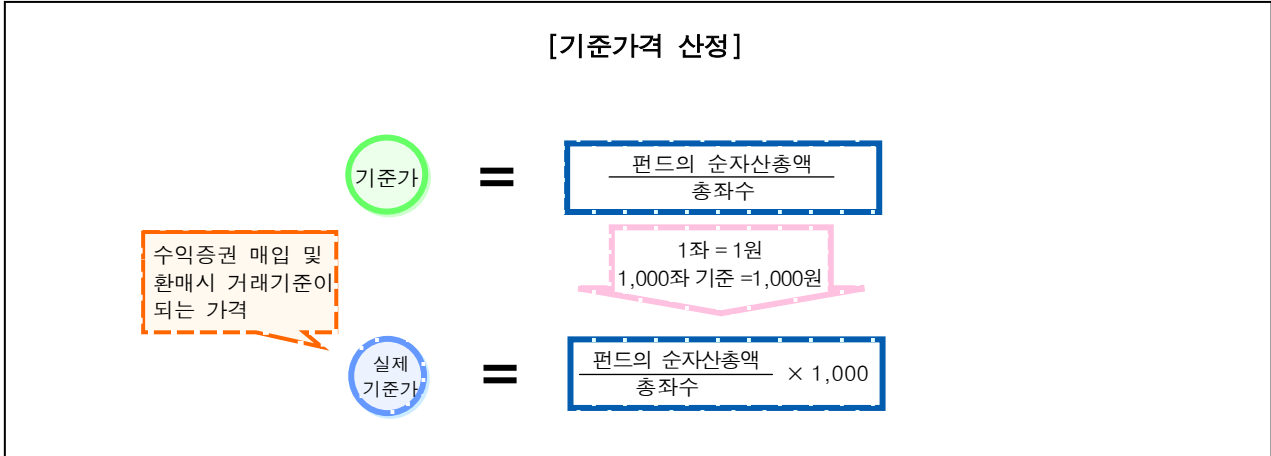 [기준가격 산정]
기준가
=
펀드의 순자산총액
총좌수
1좌 = 1원
1,000좌 기준 =1,000원
수익증권 매입 및
환매시 거래기준이
되는 가격
실제
기준가
=
펀드의 순자산총액
총좌수
× 1,000